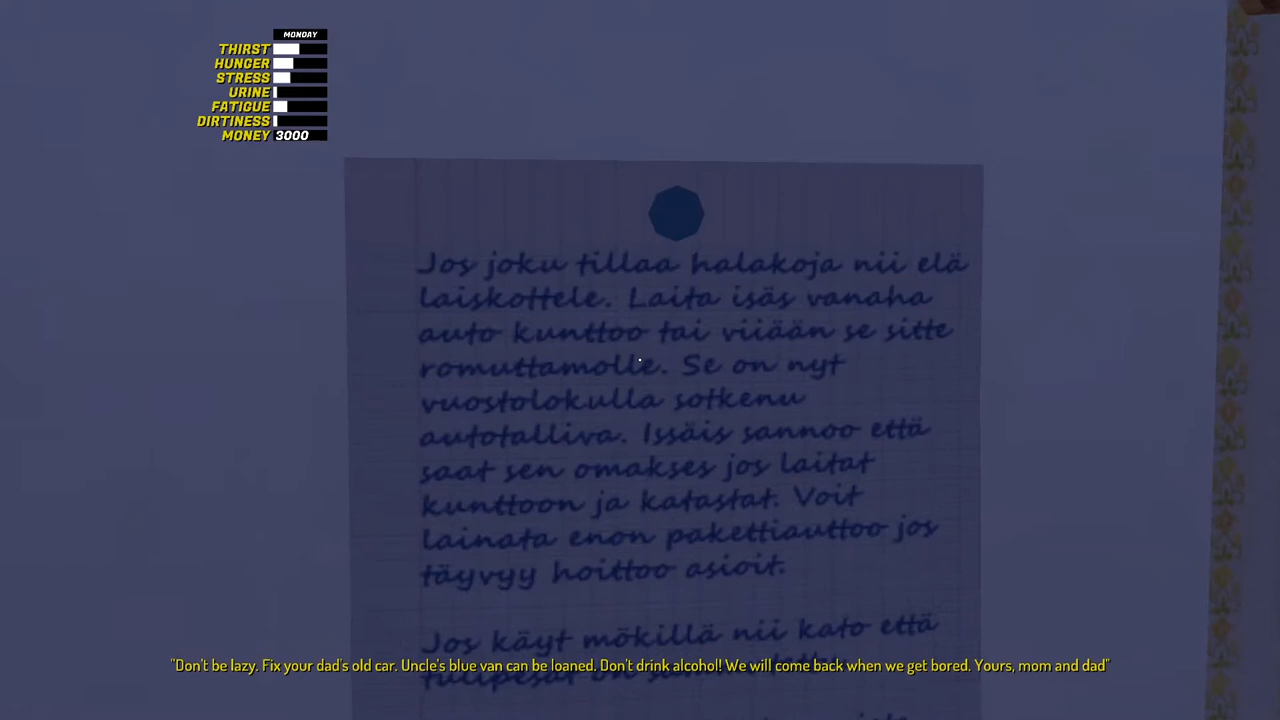 MONDAY
THIRST
HUNGER
STRESS
URINE
FATIGUE
DIRTINESS
MONEY 3000
Jos joku tillaa halakoja nii elä
laiskottele. Laita isäs vanaha
auto kunttoo tai viiään se sitte
romuttamolle. Se on nyt
vuostolokulla sotkenu
autotalliva. Issäis sannoo että
saat sen omakses jos laitat
kunttoon ja katastat. Voit
lainata enon pakettiauttoo jos
täyvyy hoittoo asioit.
Jos käyt mökillä nii kato että
"Don't be lazy. Fix your dad's old car. Uncle's blue van can be loaned. Don't drink alcohol! We will come back when we get bored. Yours, mom and dad"
tulipesät on